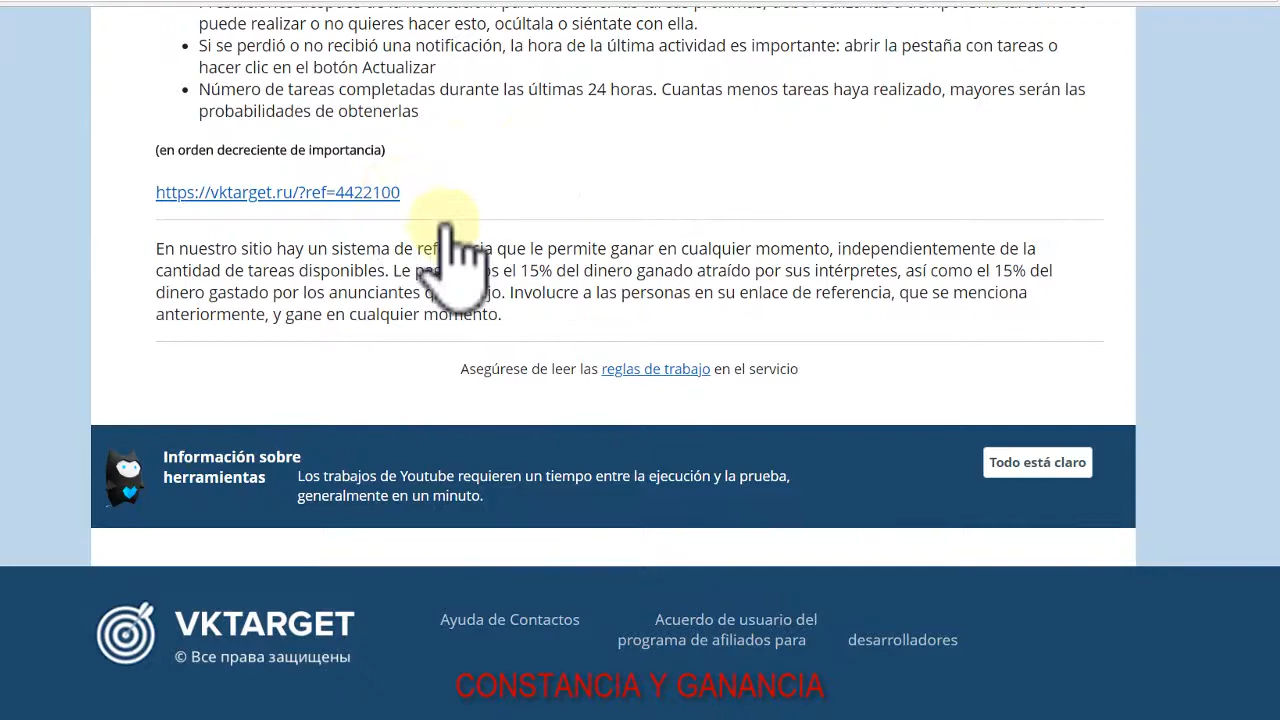 puede realizar o no quieres hacer esto, ocúltala o siéntate con ella.
Si se perdió o no recibió una notificación, la hora de la última actividad es importante: abrir la pestaña con tareas o
hacer clic en el botón Actualizar
Número de tareas completadas durante las últimas 24 horas. Cuantas menos tareas haya realizado, mayores serán las
probabilidades de obtenerlas
(en orden decreciente de importancia)
https://vktarget.ru/?ref=4422100
En nuestro sitio hay un sistema de que le permite ganar en cualquier momento, independientemente de la
cantidad de tareas disponibles. Le el 15% del dinero ganado atraído por sus intérpretes, así como el 15% del
dinero gastado por los anunciantes Involucre a las personas en su enlace de referencia, que se menciona
anteriormente, y gane en cualquier momento.
Asegúrese de leer las reglas de trabajo en el servicio
Información sobre
herramientas
Los trabajos de Youtube requieren un tiempo entre la ejecución y la prueba,
generalmente en un minuto.
Todo está claro
VKTARGET
© Все права защищены
Ayuda de Contactos
Acuerdo de usuario del
programa de afiliados para
desarrolladores
CONSTANCIA Y GANANCIA